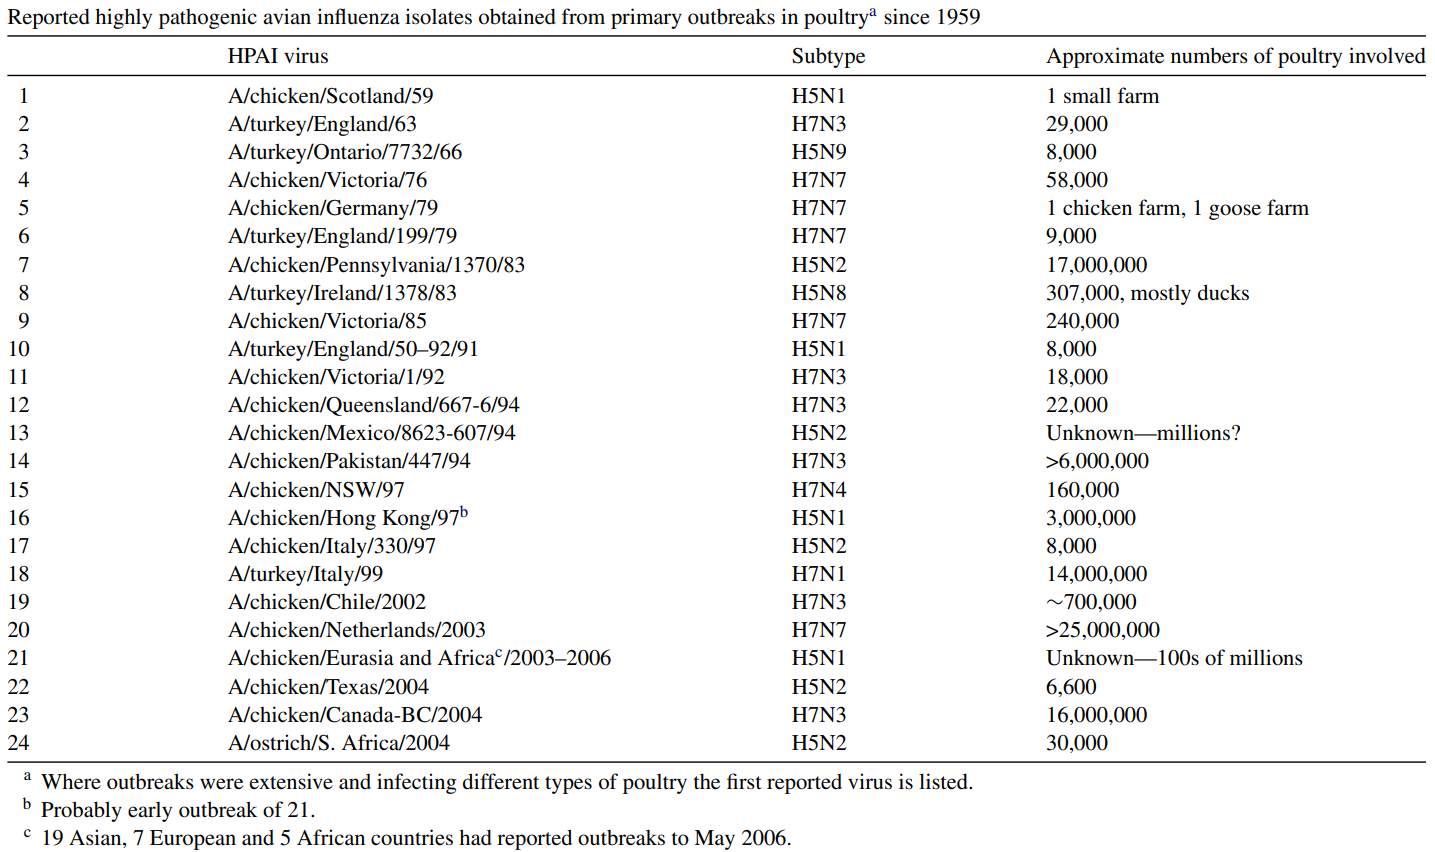 Reported highly pathogenic avian influenza isolates obtained from primary outbreaks in poultryᵃ since 1959
HPAI virus Subtype Approximate numbers of poultry involved
1 A/chicken/Scotland/59 H5N1 1 small farm
2 A/turkey/England/63 H7N3 29,000
3 A/turkey/Ontario/7732/66 H5N9 8,000
4 A/chicken/Victoria/76 H7N7 58,000
5 A/chicken/Germany/79 H7N7 1 chicken farm, 1 goose farm
6 A/turkey/England/199/79 H7N7 9,000
7 A/chicken/Pennsylvania/1370/83 H5N2 17,000,000
8 A/turkey/Ireland/1378/83 H5N8 307,000, mostly ducks
9 A/chicken/Victoria/85 H7N7 240,000
10 A/turkey/England/50–92/91 H5N1 8,000
11 A/chicken/Victoria/1/92 H7N3 18,000
12 A/chicken/Queensland/667-6/94 H7N3 22,000
13 A/chicken/Mexico/8623-607/94 H5N2 Unknown—millions?
14 A/chicken/Pakistan/447/94 H7N3 >6,000,000
15 A/chicken/NSW/97 H7N4 160,000
16 A/chicken/Hong Kong/97ᵇ H5N1 3,000,000
17 A/chicken/Italy/330/97 H5N2 8,000
18 A/turkey/Italy/99 H7N1 14,000,000
19 A/chicken/Chile/2002 H7N3 ∼700,000
20 A/chicken/Netherlands/2003 H7N7 >25,000,000
21 A/chicken/Eurasia and Africaᶜ/2003–2006 H5N1 Unknown—100s of millions
22 A/chicken/Texas/2004 H5N2 6,600
23 A/chicken/Canada-BC/2004 H7N3 16,000,000
24 A/ostrich/S. Africa/2004 H5N2 30,000
ᵃ Where outbreaks were extensive and infecting different types of poultry the first reported virus is listed.
ᵇ Probably early outbreak of 21.
ᶜ 19 Asian, 7 European and 5 African countries had reported outbreaks to May 2006.